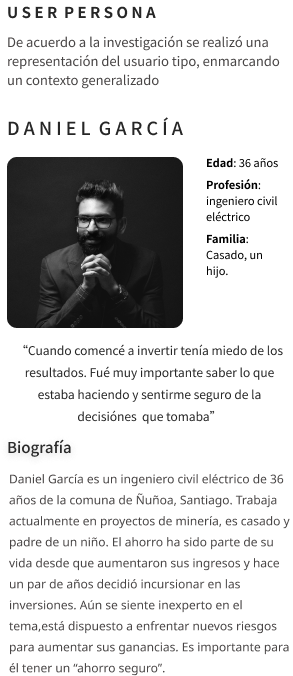 USER PERSONA
De acuerdo a la investigación se realizó una
representación del usuario tipo, enmarcando
un contexto generalizado
DANIEL GARCÍA
Edad: 36 años
Profesión:
ingeniero civil
eléctrico
Familia:
Casado, un
hijo.
“Cuando comencé a invertir tenía miedo de los
resultados. Fué muy importante saber lo que
estaba haciendo y sentirme seguro de la
decisiónes que tomaba”
Biografía
Daniel García es un ingeniero civil eléctrico de 36
años de la comuna de Ñuñoa, Santiago. Trabaja
actualmente en proyectos de minería, es casado y
padre de un niño. El ahorro ha sido parte de su
vida desde que aumentaron sus ingresos y hace
un par de años decidió incursionar en las
inversiones. Aún se siente inexperto en el
tema,está dispuesto a enfrentar nuevos riesgos
para aumentar sus ganancias. Es importante para
él tener un “ahorro seguro”.